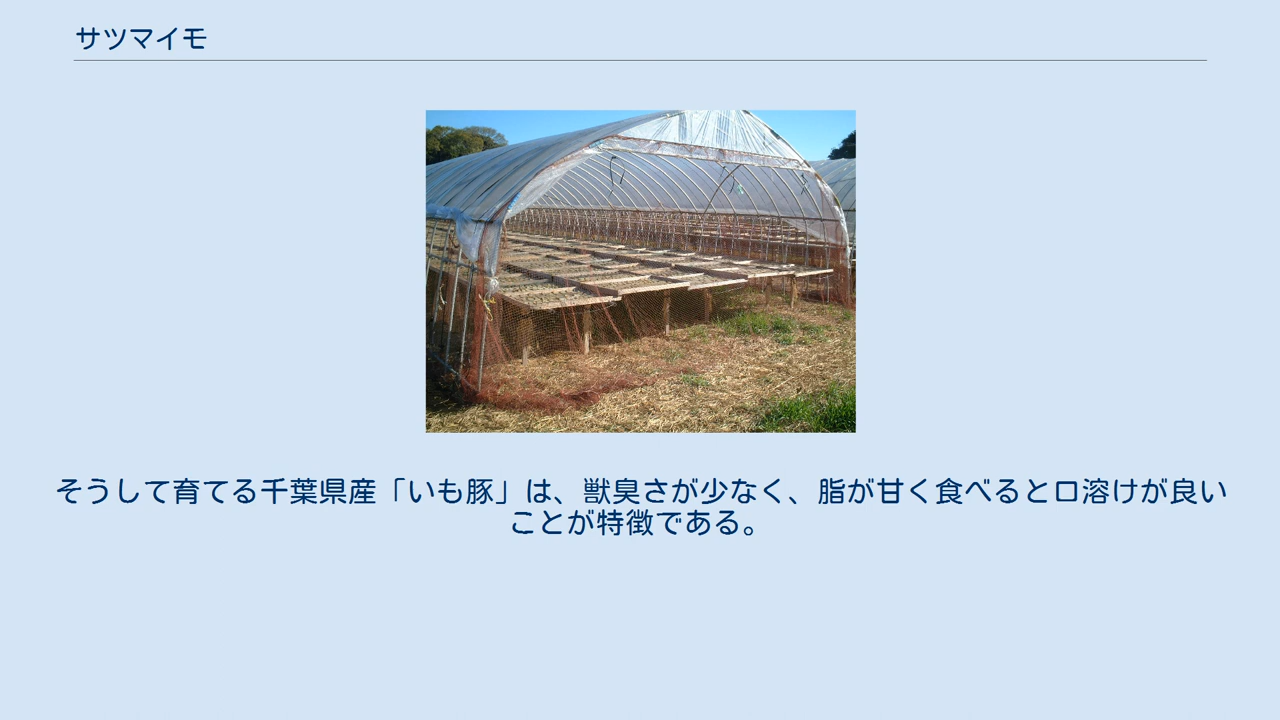 サツマイモ
そうして育てる千葉県産「いも豚」は、獣臭さが少なく、脂が甘く食べると口溶けが良い
ことが特徴である。